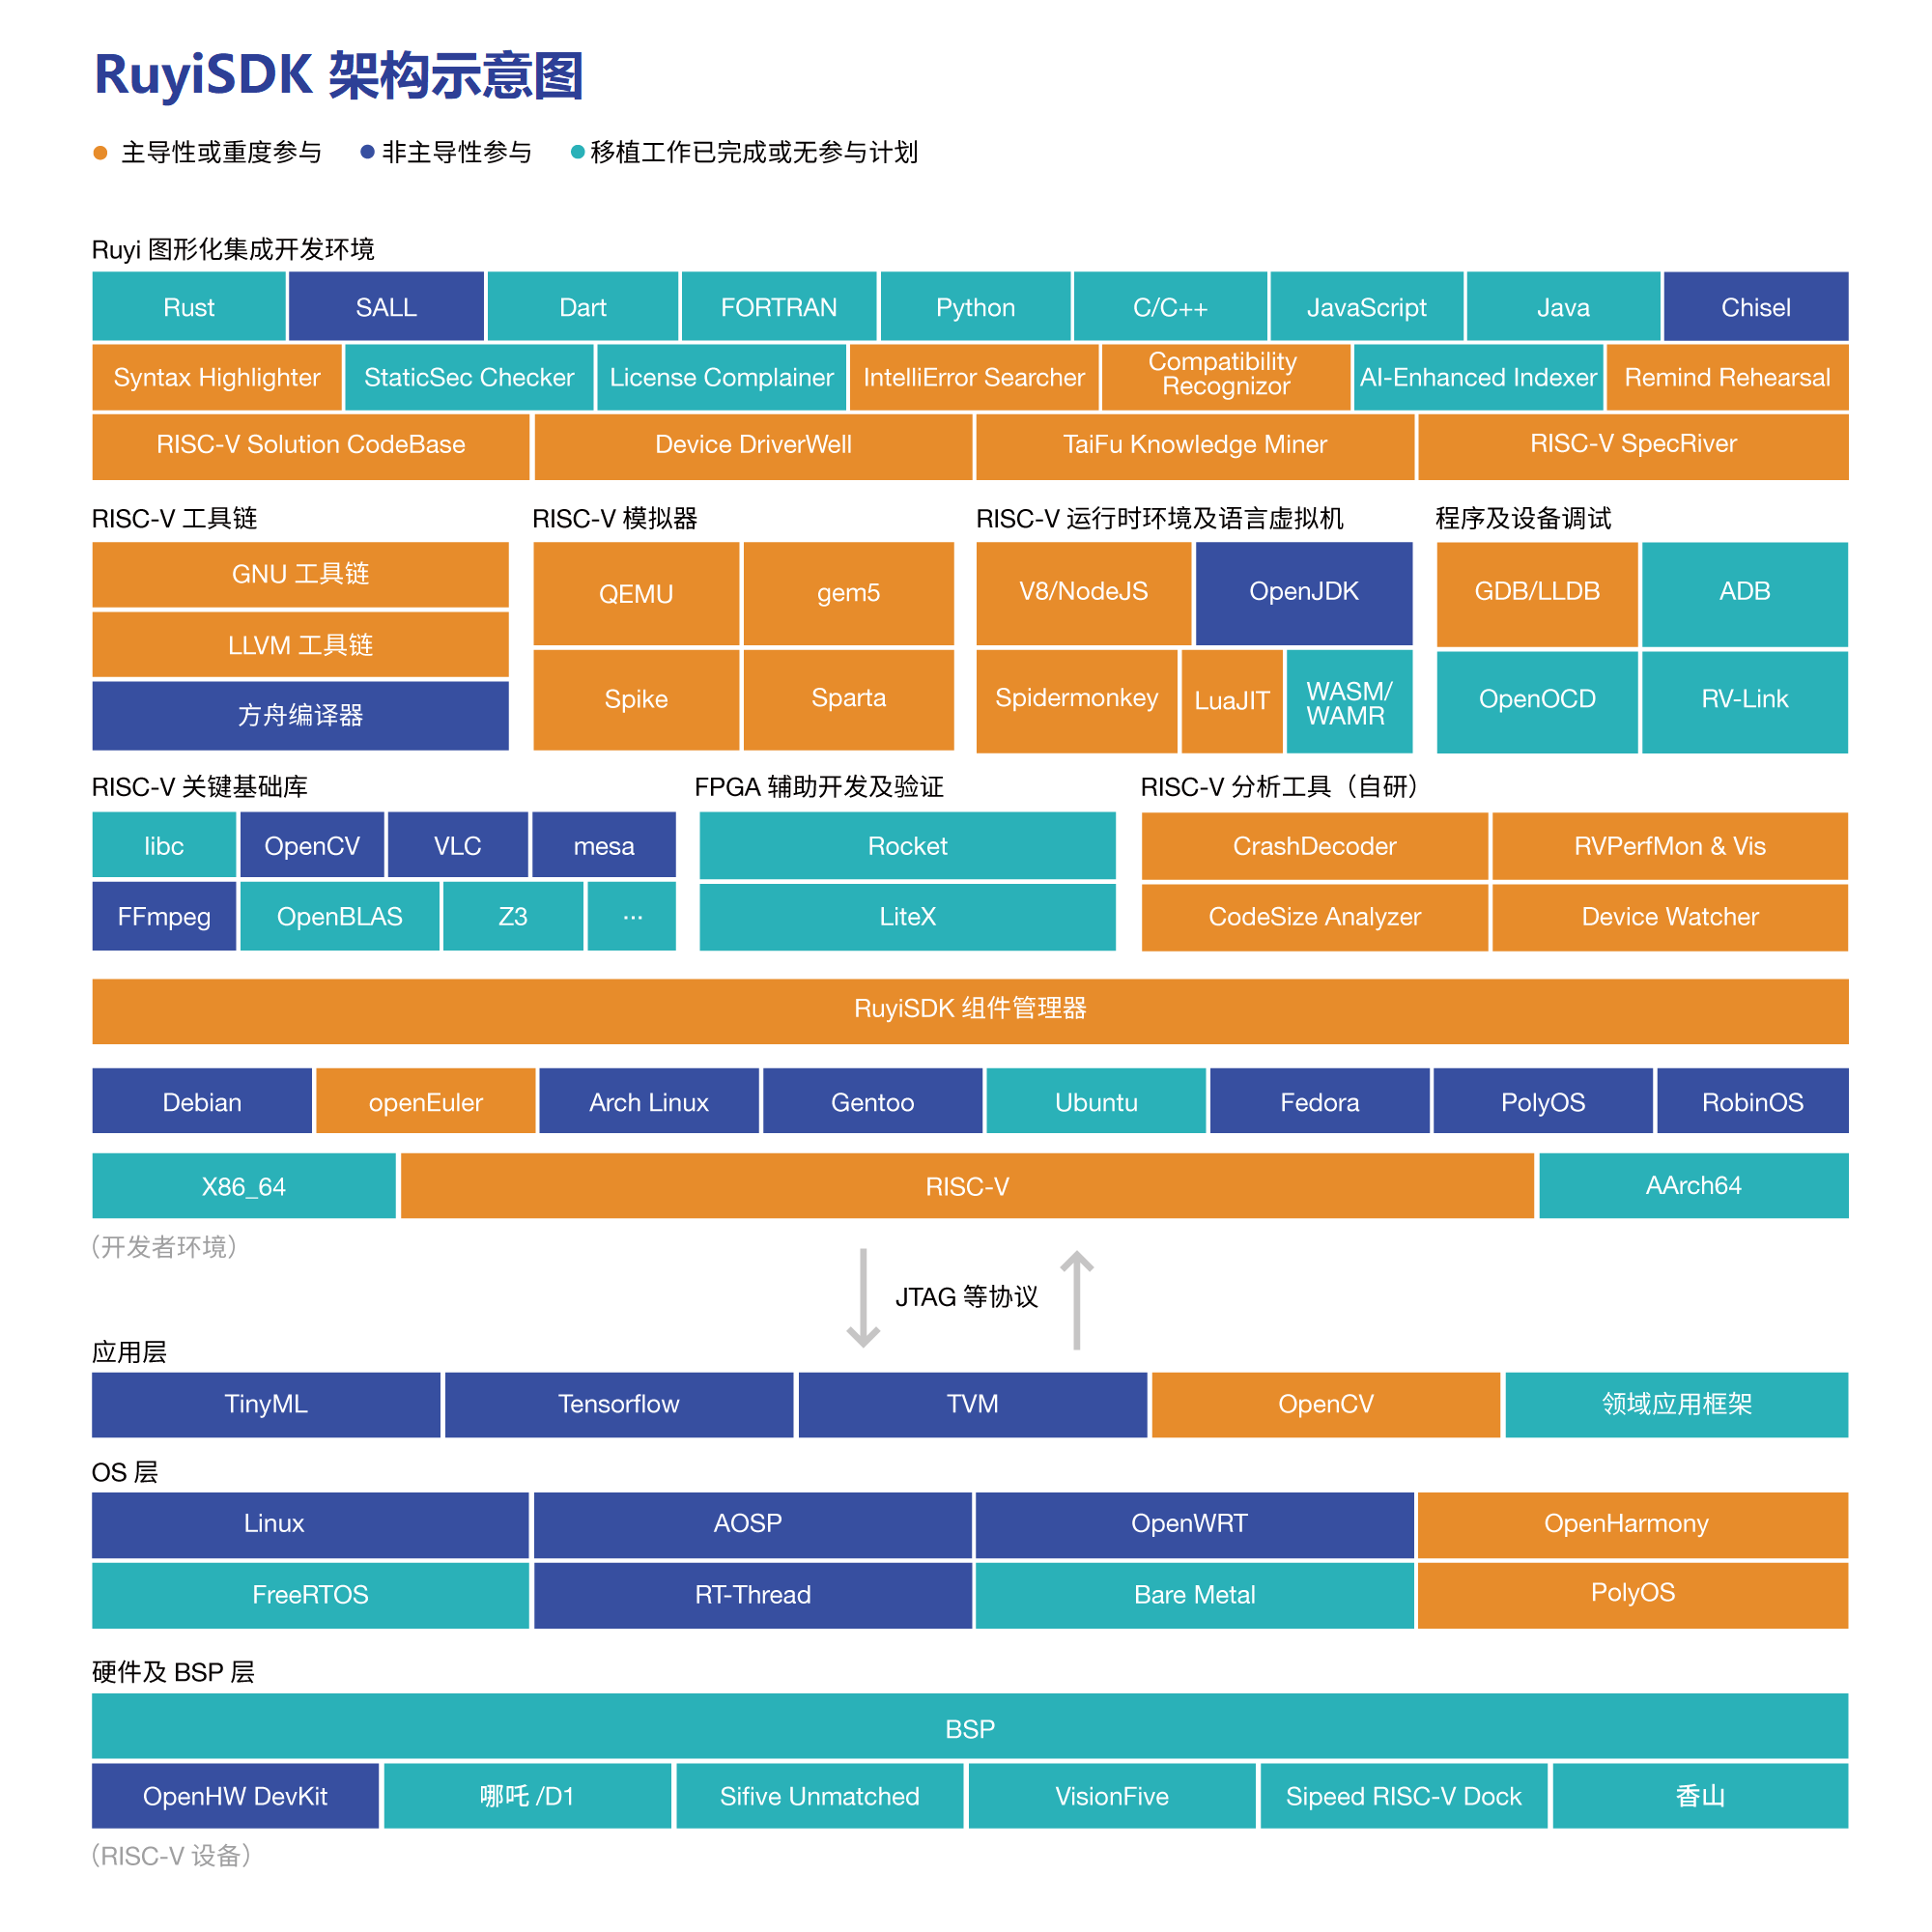 RuyiSDK 架构示意图
主导性或重度参与
非主导性参与
移植工作已完成或无参与计划
Ruyi 图形化集成开发环境
Rust
SALL
Dart
FORTRAN
Python
C/C++
JavaScript
Java
Chisel
Syntax Highlighter
StaticSec Checker
License Complainer
IntelliError Searcher
Compatibility
Recognizor
AI-Enhanced Indexer
Remind Rehearsal
RISC-V Solution CodeBase
Device DriverWell
TaiFu Knowledge Miner
RISC-V SpecRiver
RISC-V 工具链
GNU 工具链
LLVM 工具链
方舟编译器
RISC-V 模拟器
QEMU
gem5
Spike
Sparta
RISC-V 运行时环境及语言虚拟机
V8/NodeJS
OpenJDK
Spidermonkey
LuaJIT
WASM/
WAMR
程序及设备调试
GDB/LLDB
ADB
OpenOCD
RV-Link
RISC-V 关键基础库
libc
OpenCV
VLC
mesa
FFmpeg
OpenBLAS
Z3
···
FPGA 辅助开发及验证
Rocket
LiteX
RISC-V 分析工具（自研）
CrashDecoder
RVPerfMon & Vis
CodeSize Analyzer
Device Watcher
RuyiSDK 组件管理器
Debian
openEuler
Arch Linux
Gentoo
Ubuntu
Fedora
PolyOS
RobinOS
X86_64
RISC-V
AArch64
（开发者环境）
JTAG 等协议
应用层
TinyML
Tensorflow
TVM
OpenCV
领域应用框架
OS 层
Linux
AOSP
OpenWRT
OpenHarmony
FreeRTOS
RT-Thread
Bare Metal
PolyOS
硬件及 BSP 层
BSP
OpenHW DevKit
哪吒 /D1
Sifive Unmatched
VisionFive
Sipeed RISC-V Dock
香山
（RISC-V 设备）